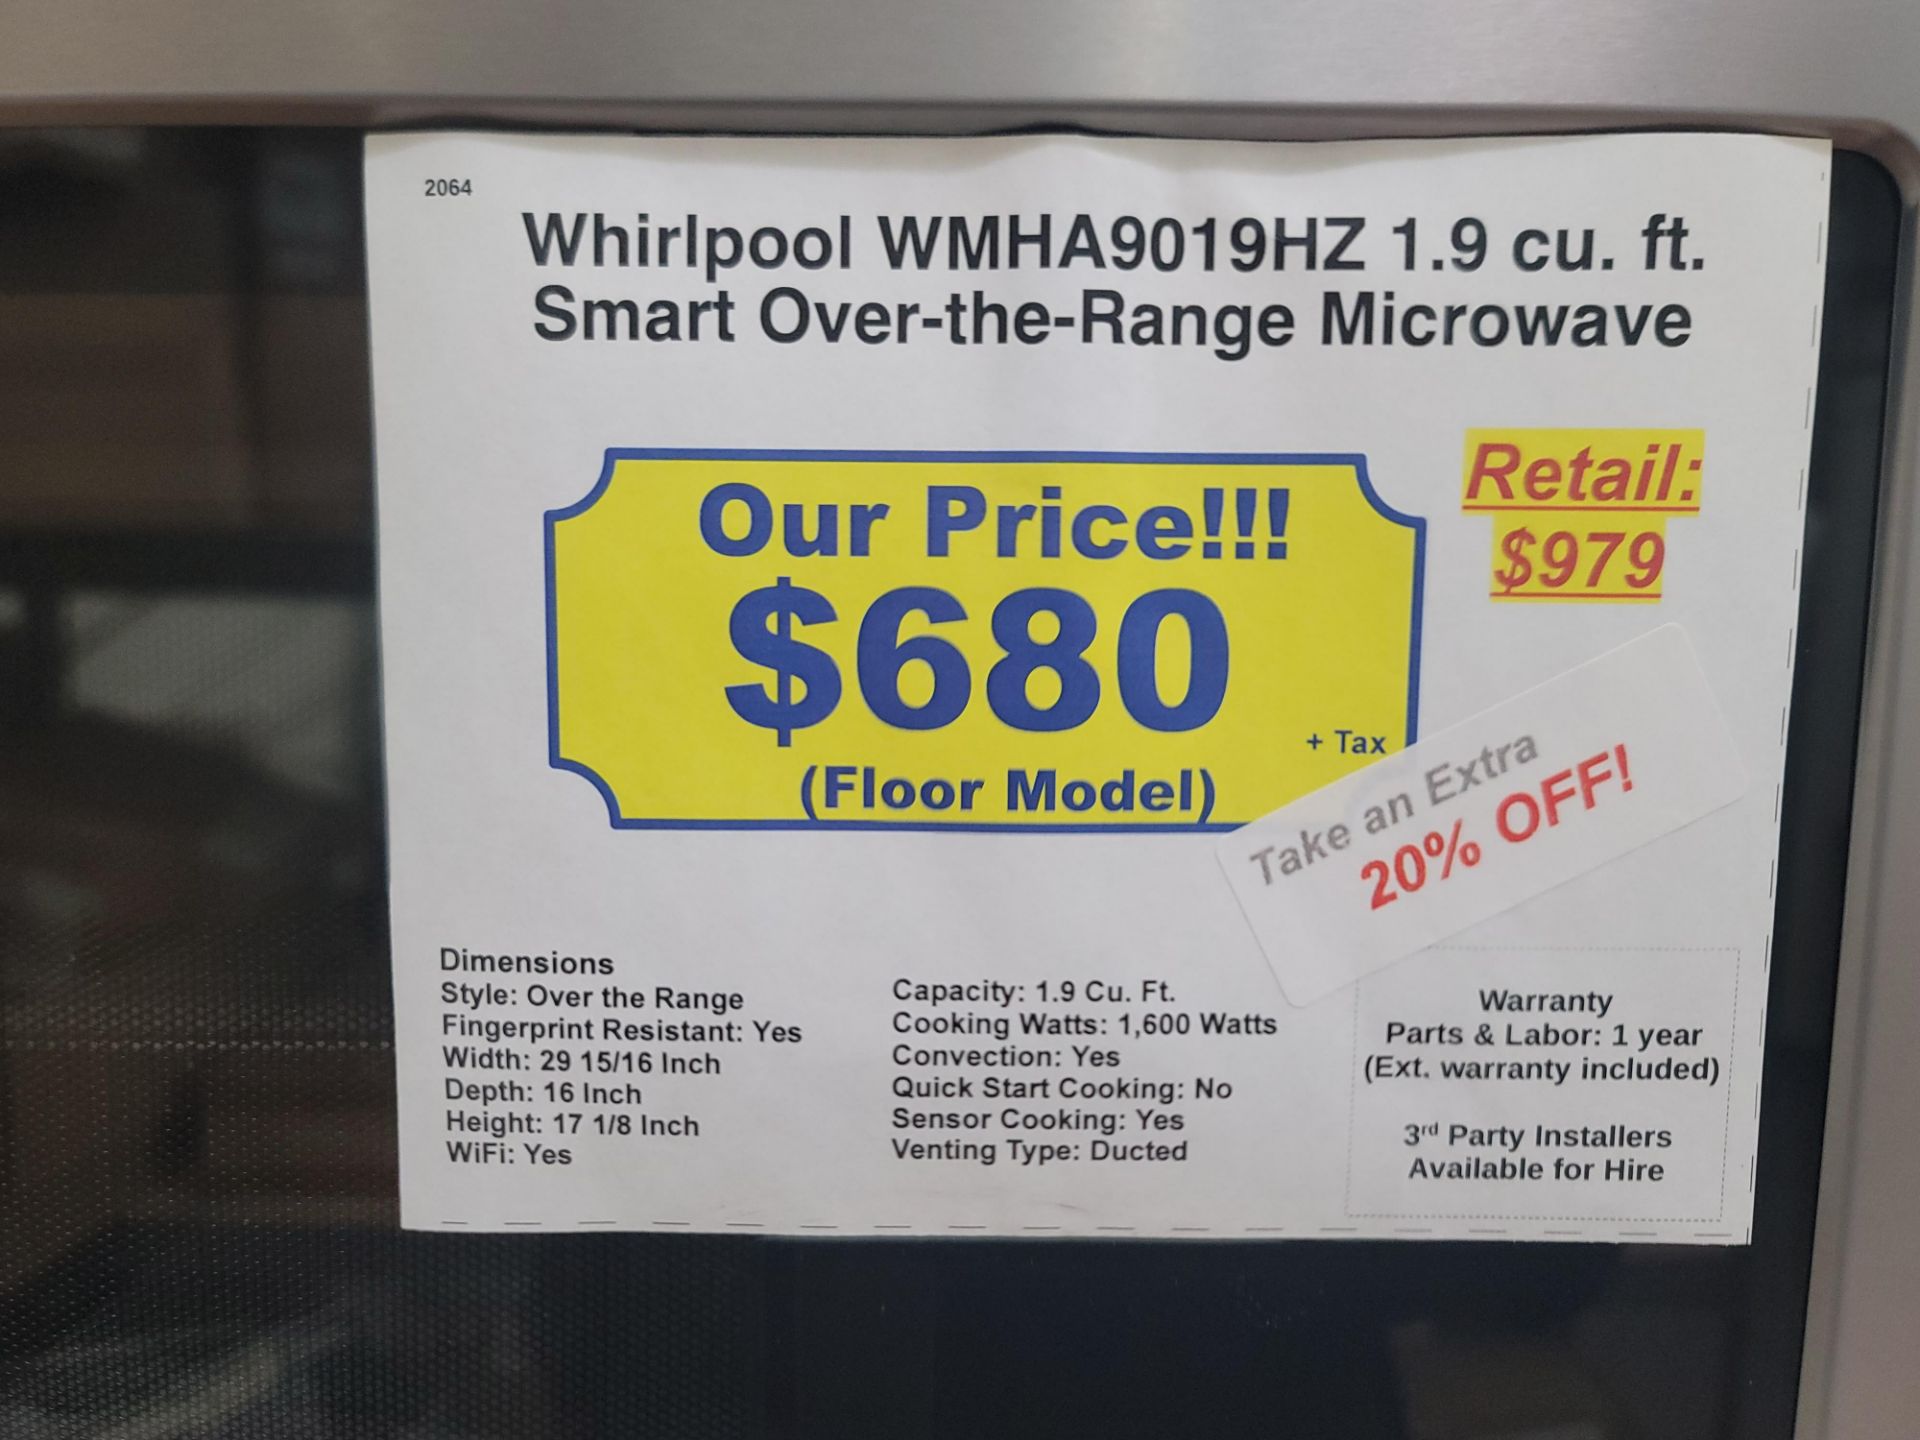 2064
Whirlpool WMHA9019HZ 1.9 cu. ft.
Smart Over-the-Range Microwave
Retail:
$979
Our Price!!!
$680
+ Tax
(Floor Model)
Take an Extra
20% OFF!
Dimensions
Style: Over the Range
Fingerprint Resistant: Yes
Width: 29 15/16 Inch
Depth: 16 Inch
Height: 17 1/8 Inch
WiFi: Yes
Capacity: 1.9 Cu. Ft.
Cooking Watts: 1,600 Watts
Convection: Yes
Quick Start Cooking: No
Sensor Cooking: Yes
Venting Type: Ducted
Warranty
Parts & Labor: 1 year
(Ext. warranty included)
3rd Party Installers
Available for Hire